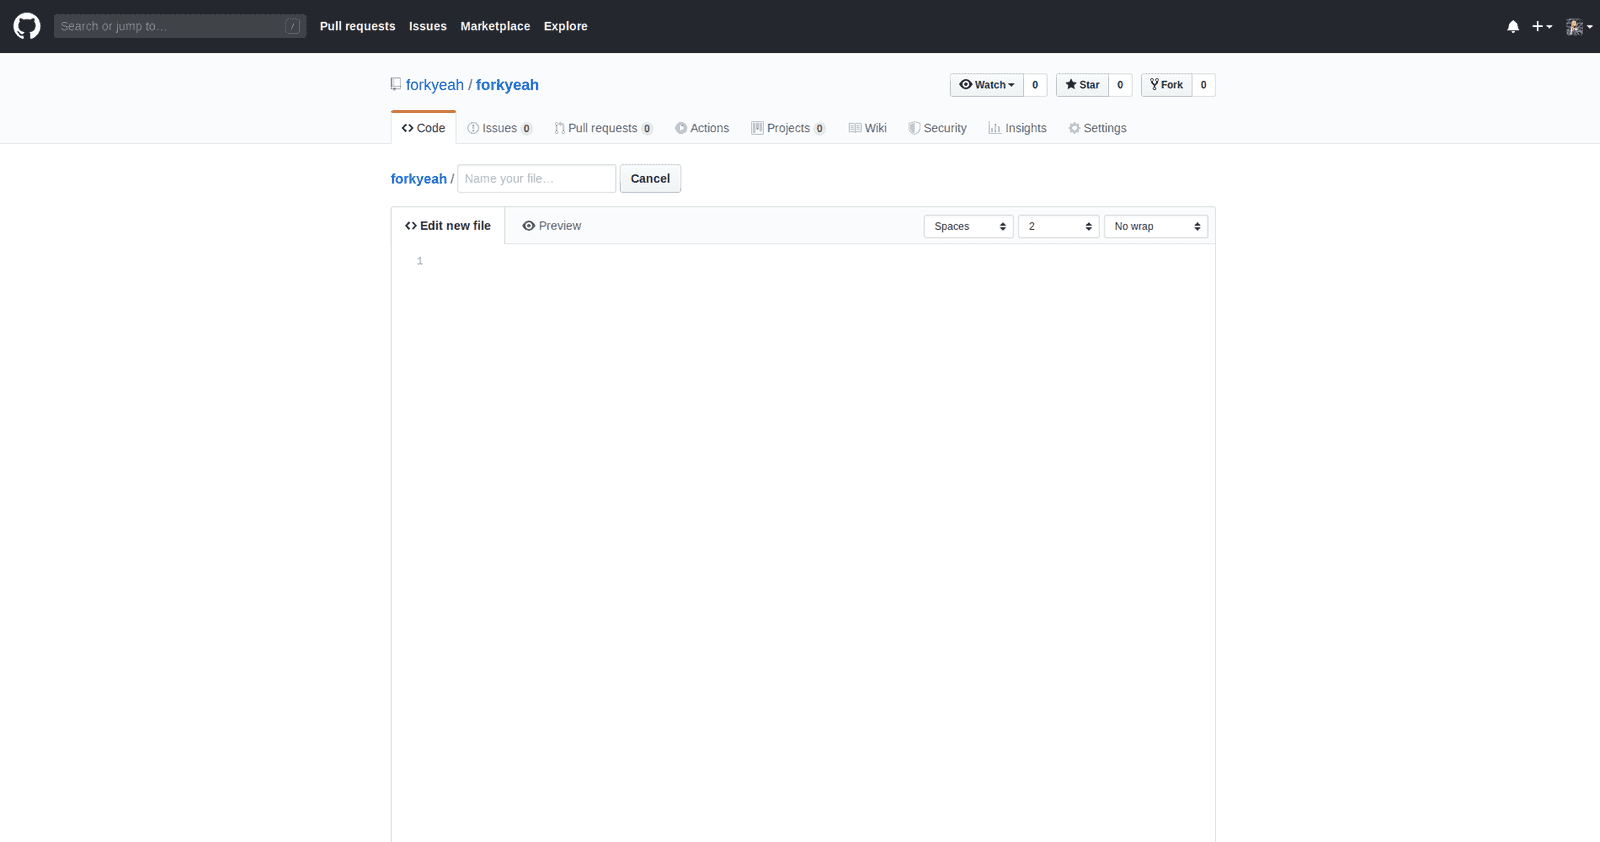 Search or jump to... / Pull requests Issues Marketplace Explore
forkyeah / forkyeah Watch 0 Star 0 Fork 0
Code Issues 0 Pull requests 0 Actions Projects 0 Wiki Security Insights Settings
forkyeah / Name your file... Cancel
Edit new file Preview Spaces 2 No wrap
1